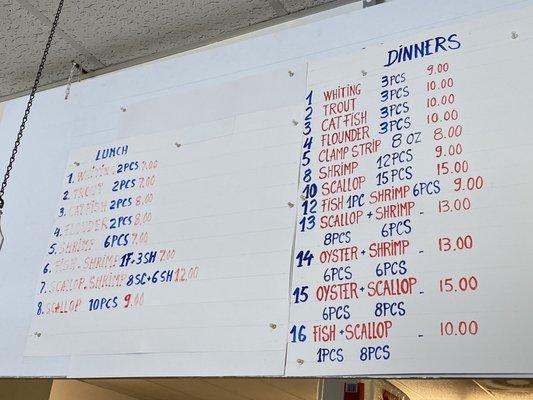 LUNCH
1. WHITING 2PCS 7.00
2. TROUT 2PCS 7.00
3. CATFISH 2PCS 8.00
4. FLOUDER 2PCS 8.00
5. SHRIMP 6PCS 7.00
6. FISH. SHRIMP 1F+3SH 7.00
7. SCALLOP. SHRIMP 8SC+6SH 12.00
8. SCALLOP 10PCS 9.00
DINNERS
1 WHITING 3PCS 9.00
2 TROUT 3PCS 10.00
3 CATFISH 3PCS 10.00
4 FLOUNDER 3PCS 10.00
5 CLAMP STRIP 8 OZ 8.00
8 SHRIMP 12PCS 9.00
10 SCALLOP 15PCS 15.00
12 FISH 1PC SHRIMP 6PCS 9.00
13 SCALLOP + SHRIMP - 13.00
8PCS 6PCS
14 OYSTER + SHRIMP - 13.00
6PCS 6PCS
15 OYSTER + SCALLOP - 15.00
6PCS 8PCS
16 FISH + SCALLOP - 10.00
1PCS 8PCS